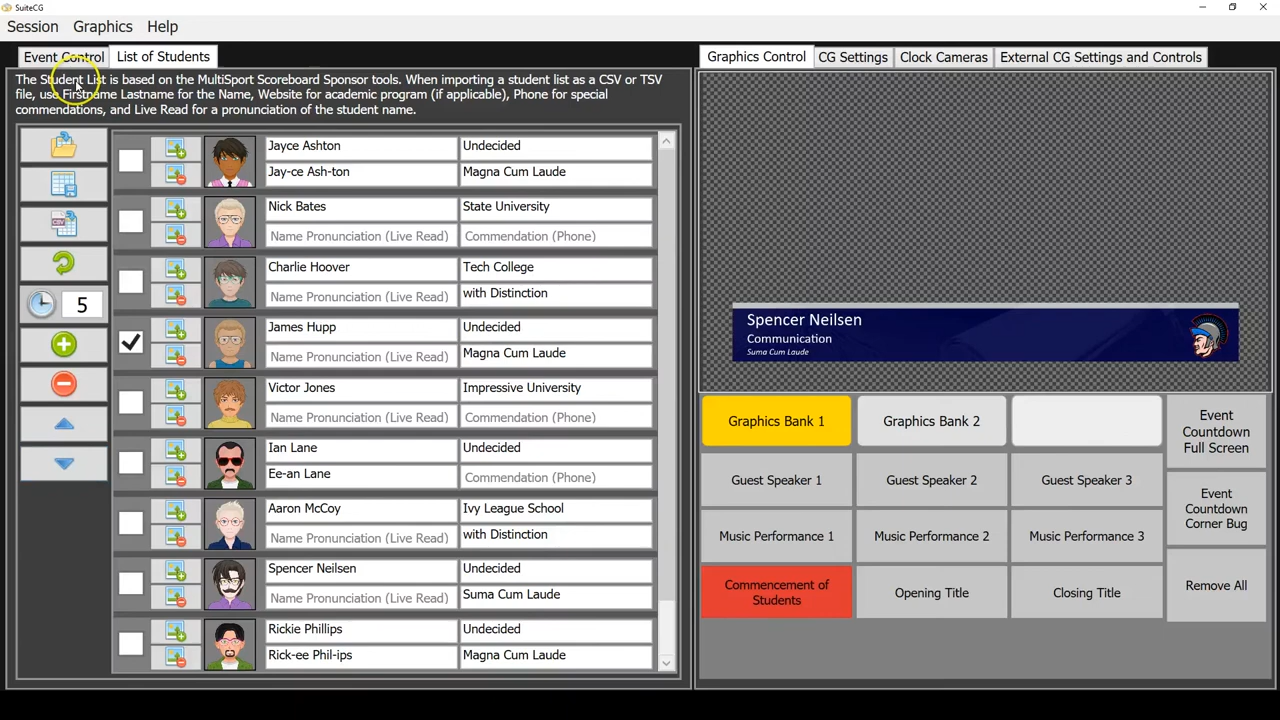 SuiteCG
Session Graphics Help
Event Control List of Students
The Student List is based on the MultiSport Scoreboard Sponsor tools. When importing a student list as a CSV or TSV
file, use Firstname Lastname for the Name, Website for academic program (if applicable), Phone for special
commendations, and Live Read for a pronunciation of the student name.
CSV
5
Jayce Ashton Undecided
Jay-ce Ash-ton Magna Cum Laude
Nick Bates State University
Name Pronunciation (Live Read) Commendation (Phone)
Charlie Hoover Tech College
Name Pronunciation (Live Read) with Distinction
James Hupp Undecided
Name Pronunciation (Live Read) Magna Cum Laude
Victor Jones Impressive University
Name Pronunciation (Live Read) Commendation (Phone)
Ian Lane Undecided
Ee-an Lane Commendation (Phone)
Aaron McCoy Ivy League School
Name Pronunciation (Live Read) with Distinction
Spencer Neilsen Undecided
Name Pronunciation (Live Read) Suma Cum Laude
Rickie Phillips Undecided
Rick-ee Phil-ips Magna Cum Laude
Graphics Control CG Settings Clock Cameras External CG Settings and Controls
Spencer Neilsen
Communication
Suma Cum Laude
Graphics Bank 1 Graphics Bank 2
Guest Speaker 1 Guest Speaker 2 Guest Speaker 3
Music Performance 1 Music Performance 2 Music Performance 3
Commencement of
Students
Opening Title Closing Title
Event
Countdown
Full Screen
Event
Countdown
Corner Bug
Remove All